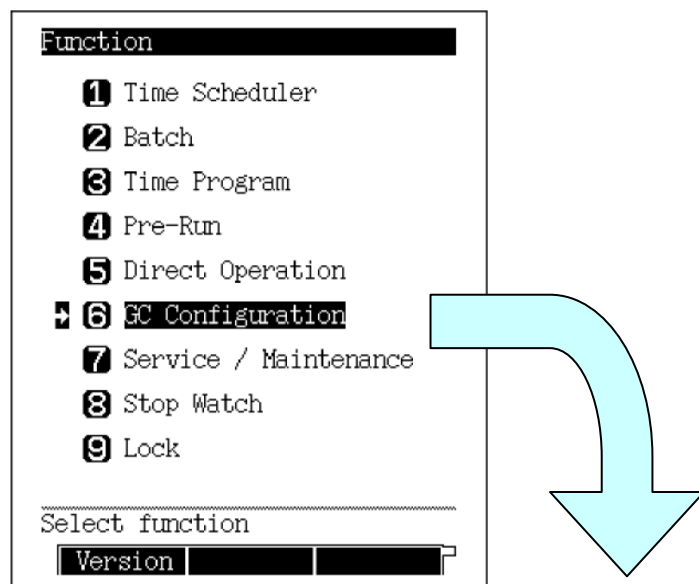 Function
1 Time Scheduler
2 Batch
3 Time Program
4 Pre-Run
5 Direct Operation
→ 6 GC Configuration
7 Service / Maintenance
8 Stop Watch
9 Lock
Select function
Version